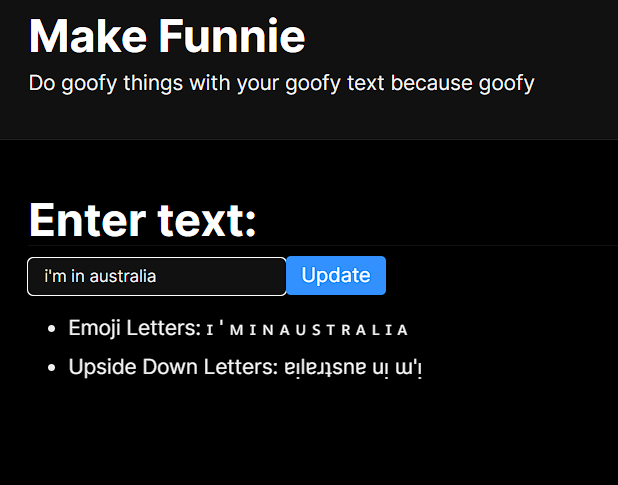 Make Funnie
Do goofy things with your goofy text because goofy
Enter text:
i'm in australia
Update
Emoji Letters: ɪ ' ᴍ ɪ ɴ ᴀ ᴜ ꜱ ᴛ ʀ ᴀ ʟ ɪ ᴀ
Upside Down Letters: ɐᴉlɐɹʇsnɐ uᴉ ɯ'ᴉ